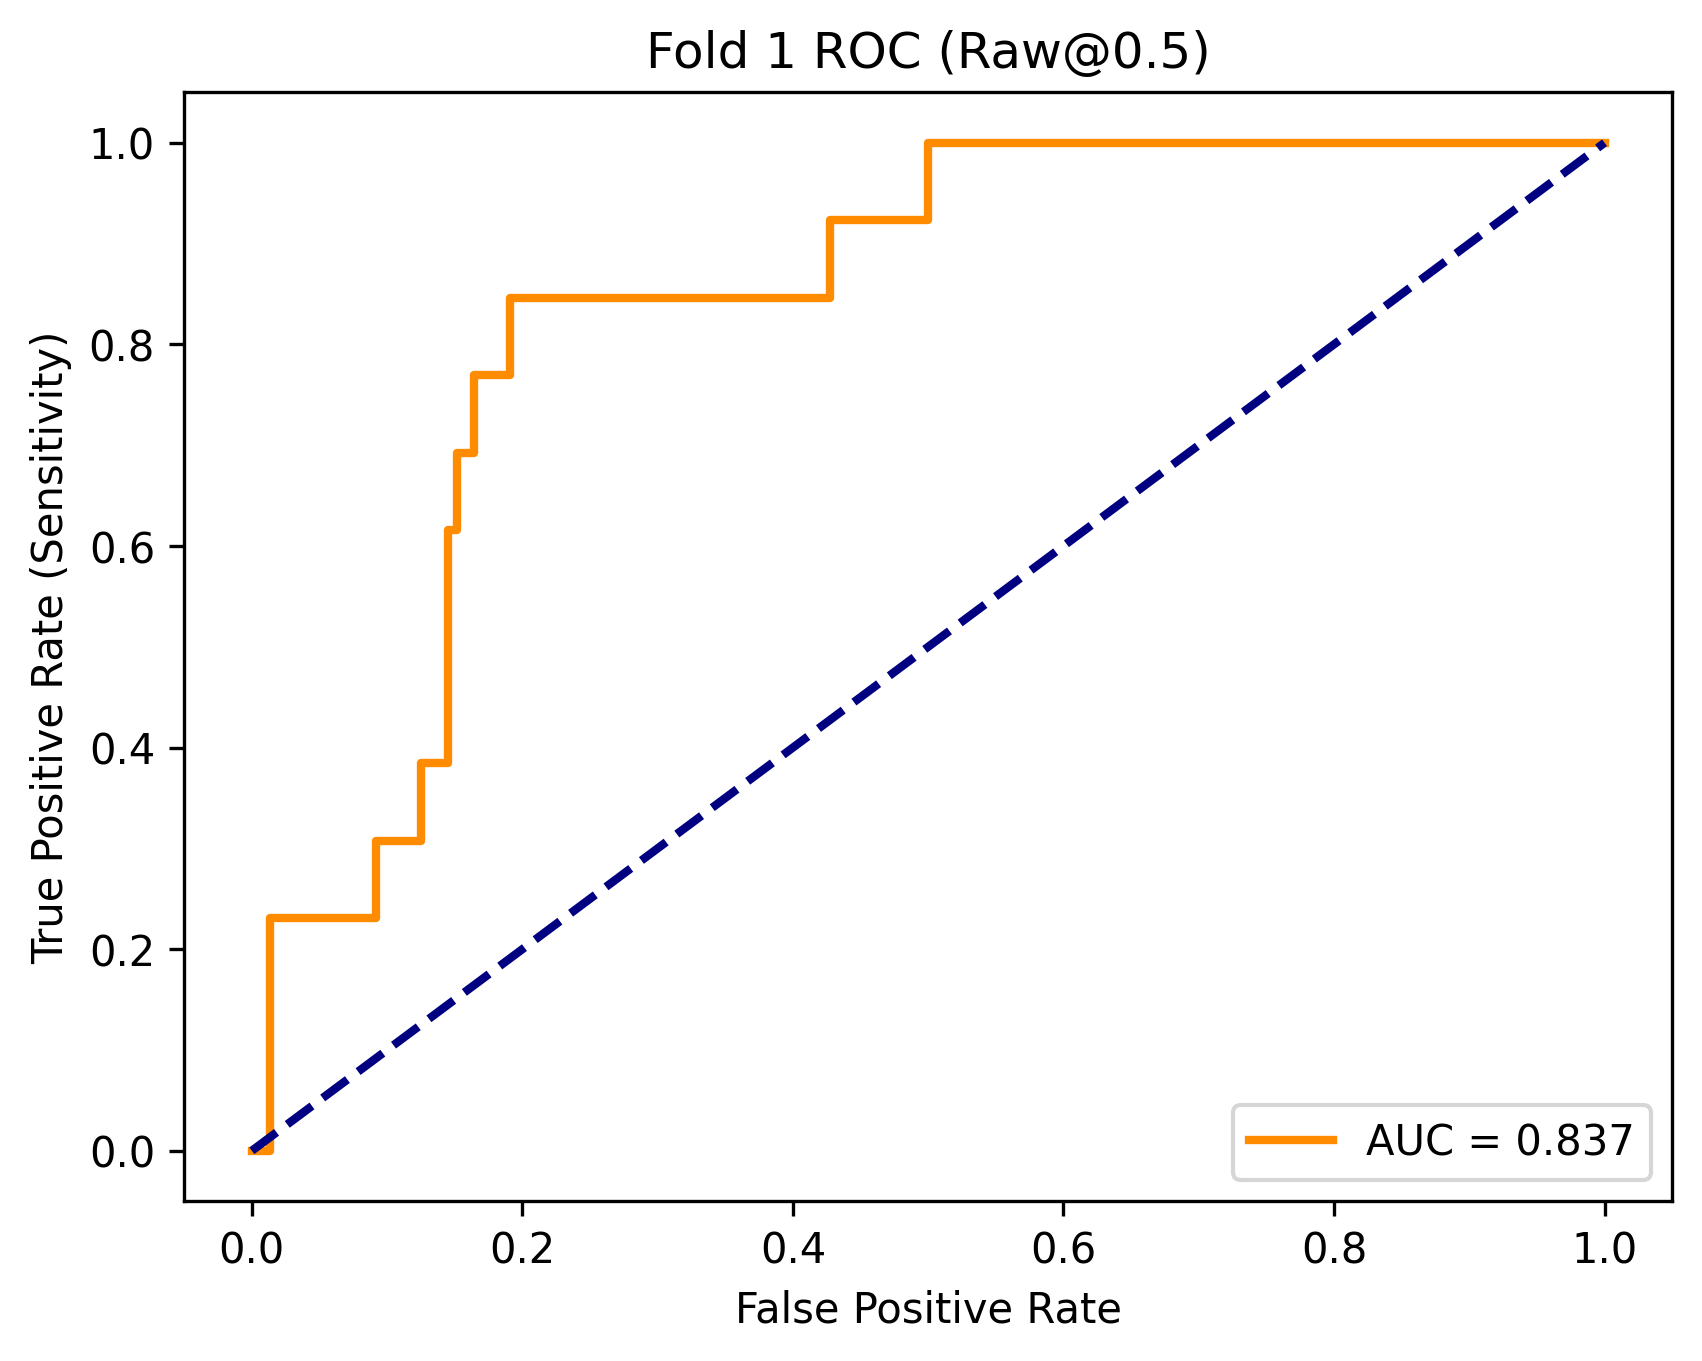 Fold 1 ROC (Raw@0.5)
True Positive Rate (Sensitivity)
1.0
0.8
0.6
0.4
0.2
0.0
AUC = 0.837
0.0 0.2 0.4 0.6 0.8 1.0
False Positive Rate